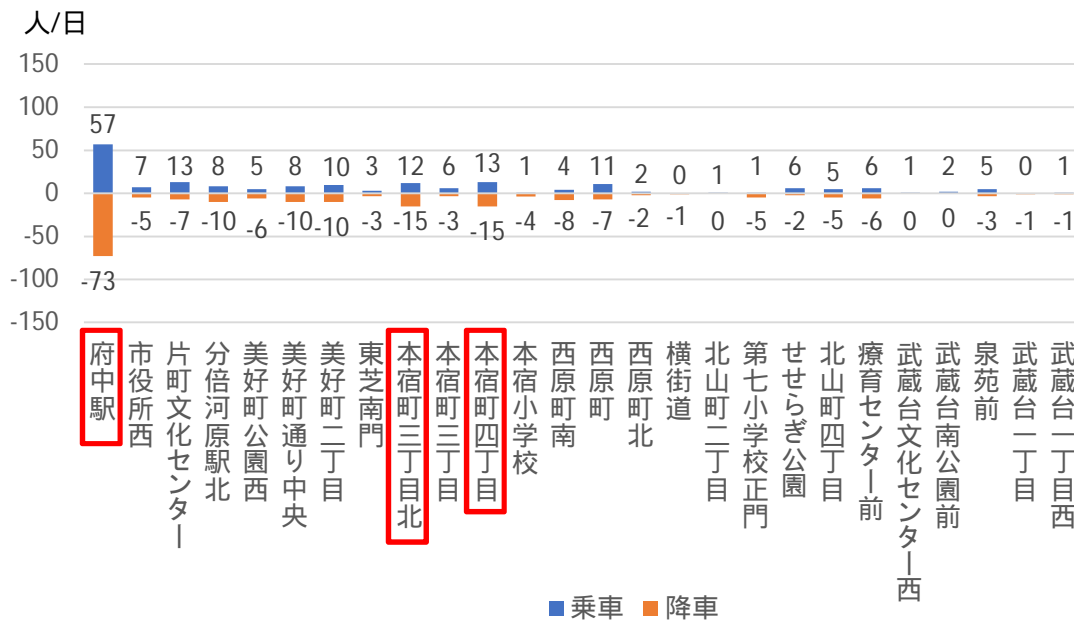 人/日
150
100
50
0
-50
-100
-150
57 7 13 8 5 8 10 3 12 6 13 1 4 11 2 0 1 1 6 5 6 1 2 5 0 1
-73 -5 -7 -10 -6 -10 -10 -3 -15 -3 -15 -4 -8 -7 -2 -1 0 -5 -2 -5 -6 0 0 -3 -1 -1
府中駅
市役所西
片町文化センター
分倍河原駅北
美好町公園西
美好町通り中央
美好町二丁目
東芝南門
本宿町三丁目北
本宿町三丁目
本宿町四丁目
本宿小学校
西原町南
西原町
西原町北
横街道
北山町二丁目
第七小学校正門
せせらぎ公園
北山町四丁目
療育センター前
武蔵台文化センター西
武蔵台南公園前
泉苑前
武蔵台一丁目
武蔵台一丁目西
乗車 降車